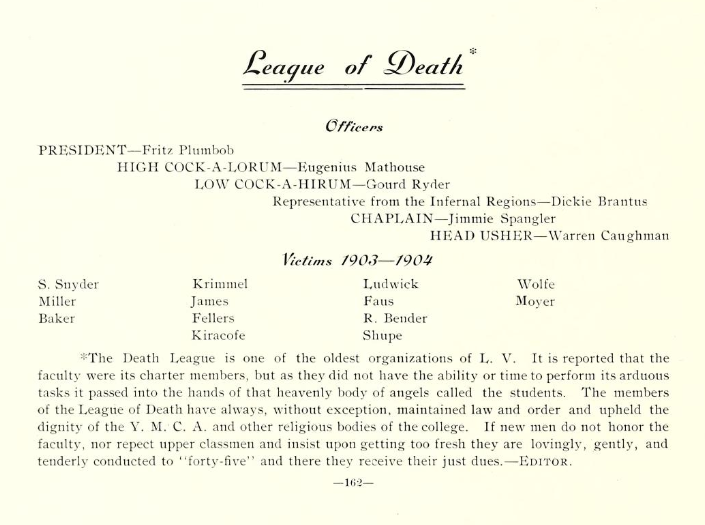 League of Death*
Officers
PRESIDENT—Fritz Plumbob
HIGH COCK-A-LORUM—Eugenius Mathouse
LOW COCK-A-HIRUM—Gourd Ryder
Representative from the Infernal Regions—Dickie Brantus
CHAPLAIN—Jimmie Spangler
HEAD USHER—Warren Caughman
Victims 1903—1904
S. Snyder Krimmel Ludwick Wolfe
Miller James Faus Moyer
Baker Fellers R. Bender
Kiracofe Shupe
*The Death League is one of the oldest organizations of L. V. It is reported that the
faculty were its charter members, but as they did not have the ability or time to perform its arduous
tasks it passed into the hands of that heavenly body of angels called the students. The members
of the League of Death have always, without exception, maintained law and order and upheld the
dignity of the Y. M. C. A. and other religious bodies of the college. If new men do not honor the
faculty, nor repect upper classmen and insist upon getting too fresh they are lovingly, gently, and
tenderly conducted to "forty-five" and there they receive their just dues.—EDITOR.
—162—